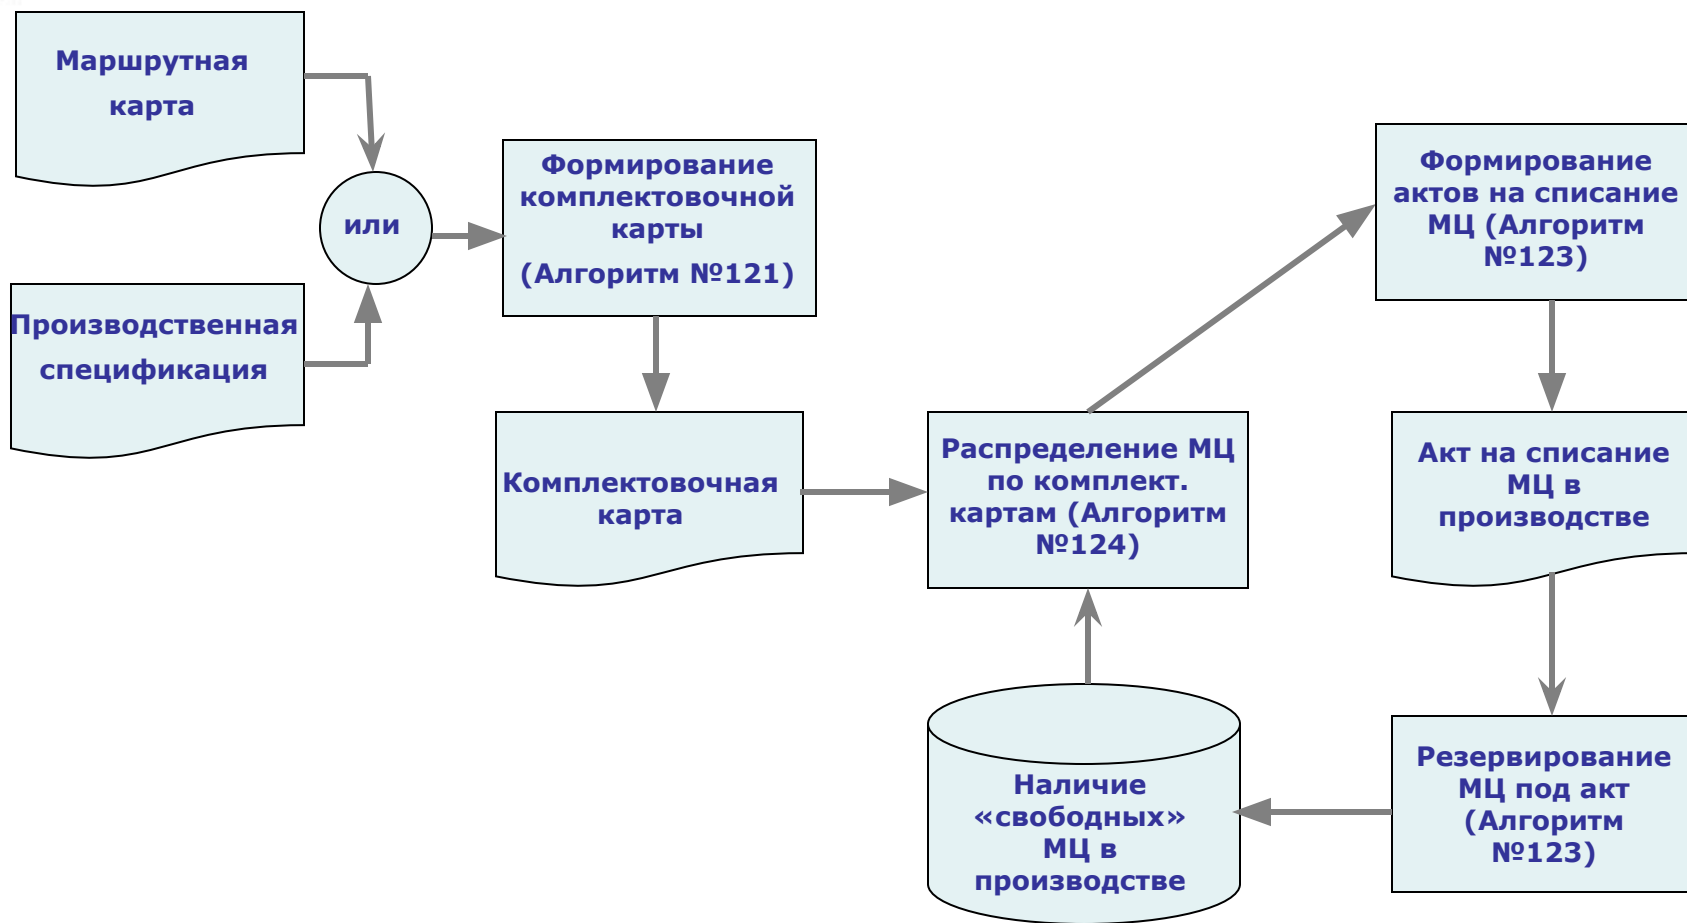 Маршрутная
карта
или
Производственная
спецификация
Формирование
комплектовочной
карты
(Алгоритм №121)
Комплектовочная
карта
Распределение МЦ
по комплект.
картам (Алгоритм
№124)
Наличие
«свободных»
МЦ в
производстве
Формирование
актов на списание
МЦ (Алгоритм
№123)
Акт на списание
МЦ в
производстве
Резервирование
МЦ под акт
(Алгоритм
№123)